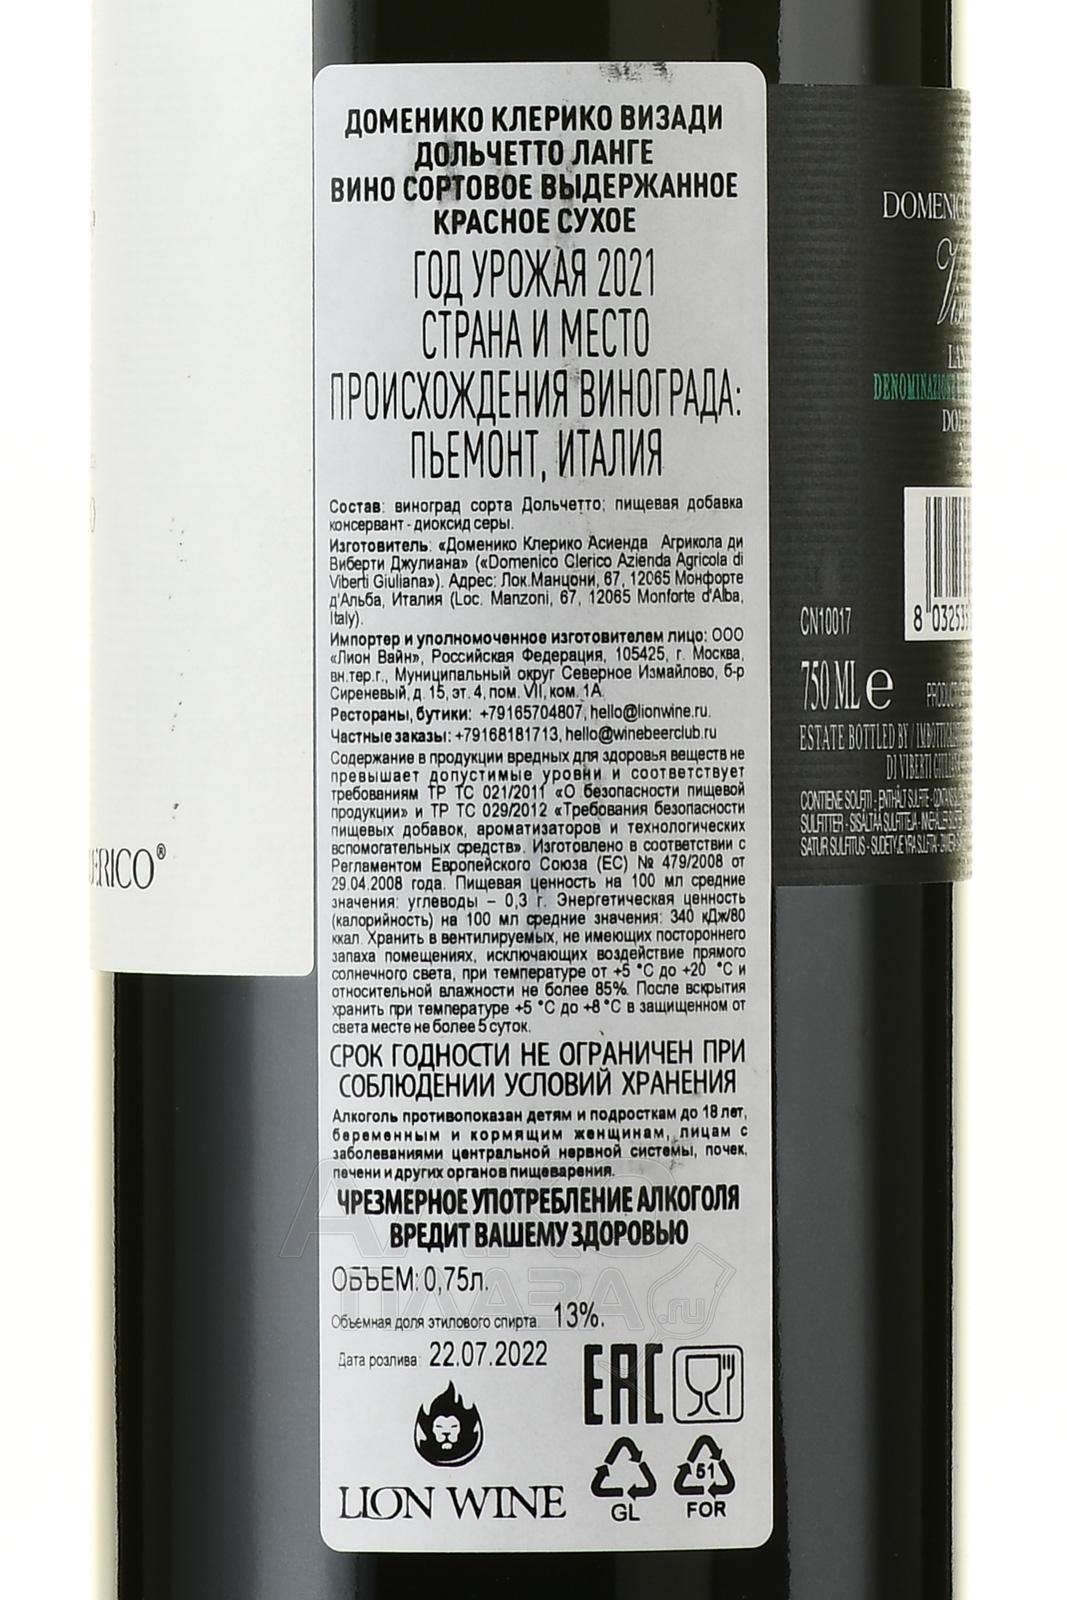 ДОМЕНИКО КЛЕРИКО ВИЗАДИ
ДОЛЬЧЕТТО ЛАНГЕ
ВИНО СОРТОВОЕ ВЫДЕРЖАННОЕ
КРАСНОЕ СУХОЕ
ГОД УРОЖАЯ 2021
СТРАНА И МЕСТО
ПРОИСХОЖДЕНИЯ ВИНОГРАДА:
ПЬЕМОНТ, ИТАЛИЯ
Состав: виноград сорта Дольчетто; пищевая добавка
консервант - диоксид серы.
Изготовитель: «Доменико Клерико Асиенда Агрикола ди
Виберти Джулиана» («Domenico Clerico Azienda Agricola di
Viberti Giuliana»). Адрес: Лок.Манцони, 67, 12065 Монфорте
д'Альба, Италия (Loc. Manzoni, 67, 12065 Monforte d'Alba,
Italy).
Импортер и уполномоченное изготовителем лицо: ООО
«Лион Вайн», Российская Федерация, 105425, г. Москва,
вн.тер.г., Муниципальный округ Северное Измайлово, б-р
Сиреневый, д. 15, эт. 4, пом. VII, ком. 1А.
Рестораны, бутики: +79165704807, hello@lionwine.ru.
Частные заказы: +79168181713, hello@winebeerclub.ru
Содержание в продукции вредных для здоровья веществ не
превышает допустимые уровни и соответствует
требованиям ТР ТС 021/2011 «О безопасности пищевой
продукции» и ТР ТС 029/2012 «Требования безопасности
пищевых добавок, ароматизаторов и технологических
вспомогательных средств». Изготовлено в соответствии с
Регламентом Европейского Союза (ЕС) № 479/2008 от
29.04.2008 года. Пищевая ценность на 100 мл средние
значения: углеводы – 0,3 г. Энергетическая ценность
(калорийность) на 100 мл средние значения: 340 кДж/80
ккал. Хранить в вентилируемых, не имеющих постороннего
запаха помещениях, исключающих воздействие прямого
солнечного света, при температуре от +5 °С до +20 °С и
относительной влажности не более 85%. После вскрытия
хранить при температуре +5 °С до +8 °С в защищенном от
света месте не более 5 суток.
СРОК ГОДНОСТИ НЕ ОГРАНИЧЕН ПРИ
СОБЛЮДЕНИИ УСЛОВИЙ ХРАНЕНИЯ
Алкоголь противопоказан детям и подросткам до 18 лет,
беременным и кормящим женщинам, лицам с
заболеваниями центральной нервной системы, почек,
печени и других органов пищеварения.
ЧРЕЗМЕРНОЕ УПОТРЕБЛЕНИЕ АЛКОГОЛЯ
ВРЕДИТ ВАШЕМУ ЗДОРОВЬЮ
ОБЪЕМ: 0,75л.
Объемная доля этилового спирта 13%.
Дата розлива: 22.07.2022
EAC
LION WINE
GL
51
FOR
АЛКО
ПЛАЗА.ru
DOMENICO
CN10017
8 03253
750 ML e
ESTATE BOTTLED BY /
DI VIBERTI
CONTIENE SOLFITI - ENTHÄLT SULFITE -